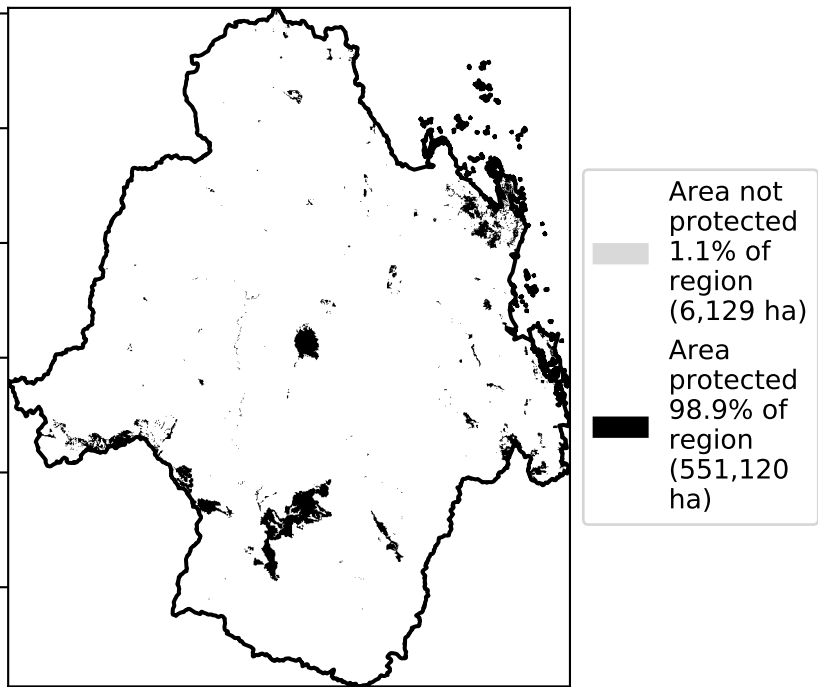 Area not
protected
1.1% of
region
(6,129 ha)
Area
protected
98.9% of
region
(551,120
ha)